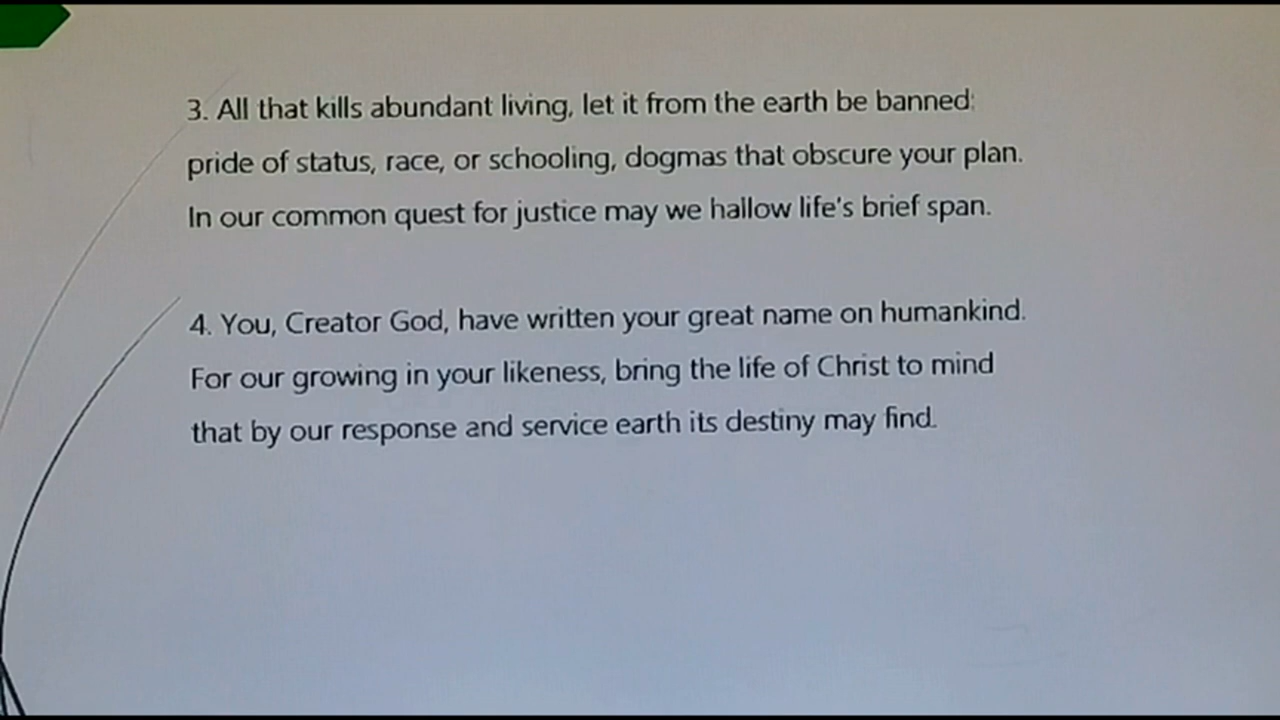 3. All that kills abundant living, let it from the earth be banned:
pride of status, race, or schooling, dogmas that obscure your plan.
In our common quest for justice may we hallow life's brief span.
4. You, Creator God, have written your great name on humankind.
For our growing in your likeness, bring the life of Christ to mind
that by our response and service earth its destiny may find.